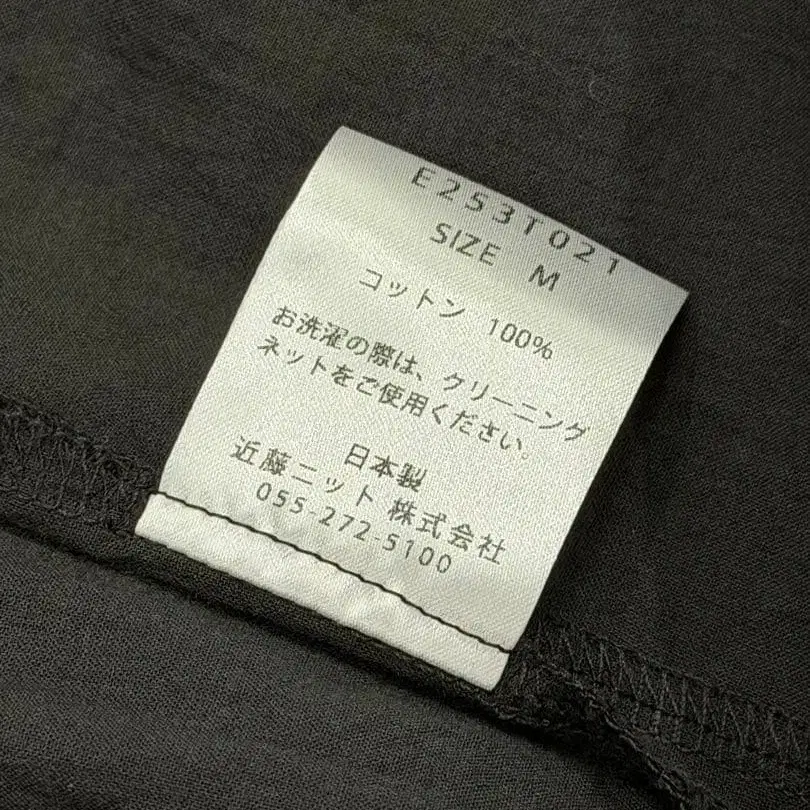 E253T021
SIZE M
コットン 100%
お洗濯の際は、クリーニング
ネットをご使用ください。
日本製
近藤ニット 株式会社
055-272-5100